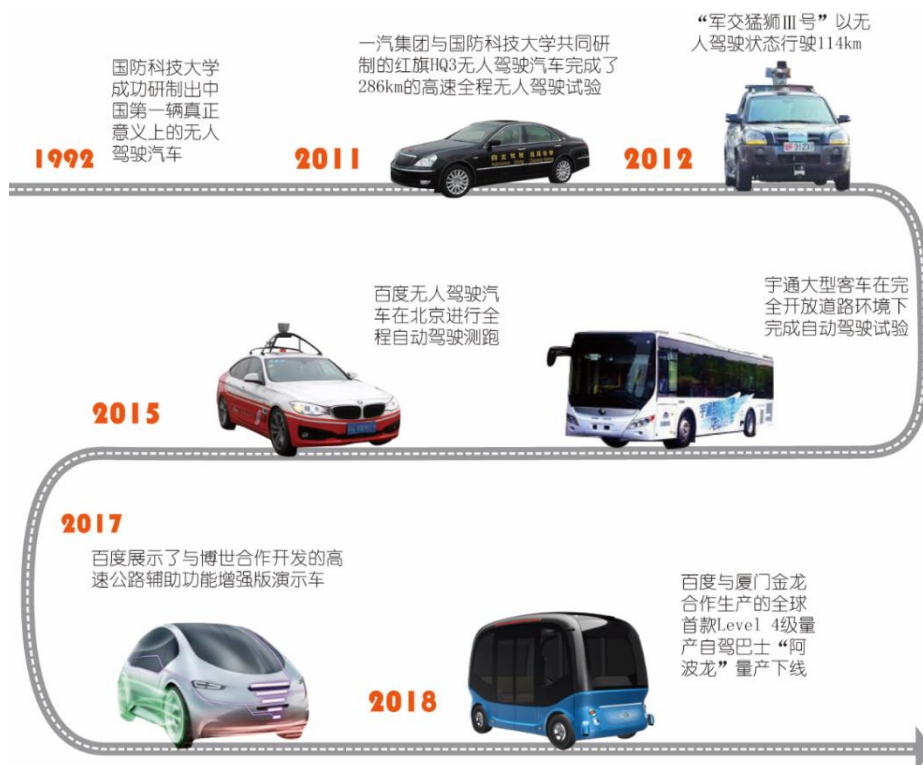 1992
国防科技大学
成功研制出中
国第一辆真正
意义上的无人
驾驶汽车
2011
一汽集团与国防科技大学共同研
制的红旗HQ3无人驾驶汽车完成了
286km的高速全程无人驾驶试验
2012
“军交猛狮Ⅲ号”以无
人驾驶状态行驶114km
宇通大型客车在完
全开放道路环境下
完成自动驾驶试验
2015
百度无人驾驶汽
车在北京进行全
程自动驾驶测跑
2017
百度展示了与博世合作开发的高
速公路辅助功能增强版演示车
2018
百度与厦门金龙
合作生产的全球
首款Level 4级量
产自驾巴士“阿
波龙”量产下线